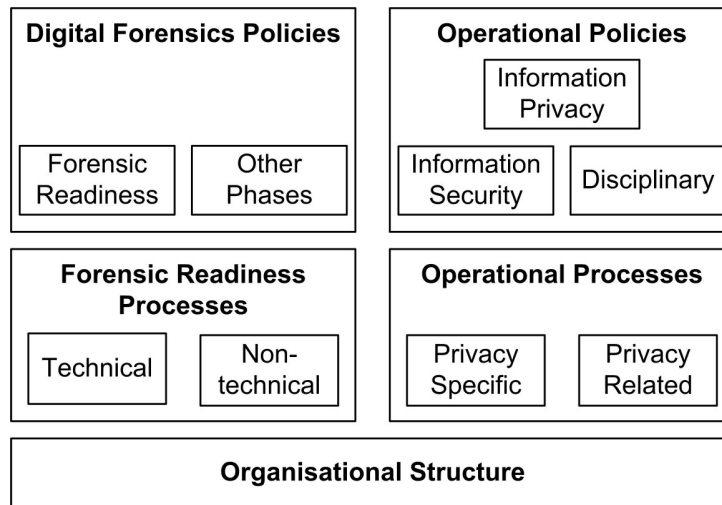 Digital Forensics Policies
Forensic
Readiness
Other
Phases
Operational Policies
Information
Privacy
Information
Security
Disciplinary
Forensic Readiness
Processes
Technical
Non-
technical
Operational Processes
Privacy
Specific
Privacy
Related
Organisational Structure